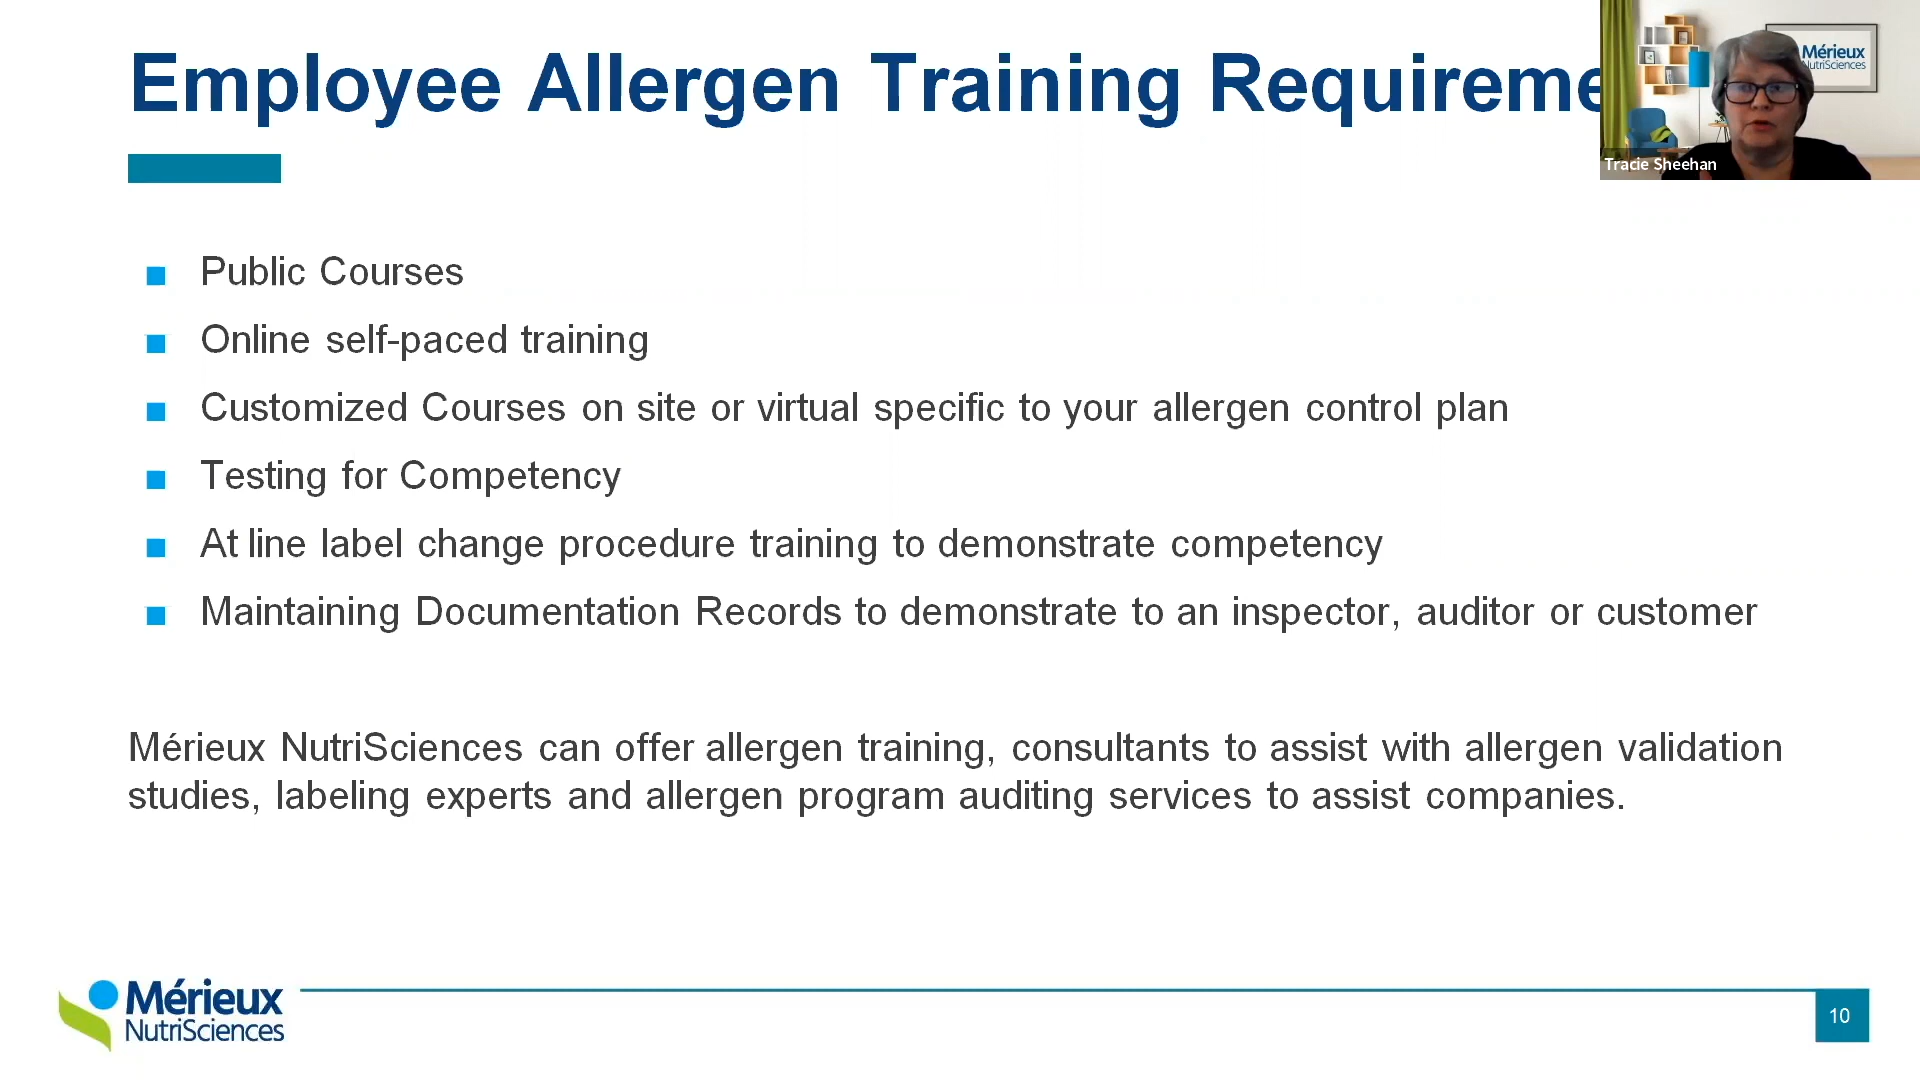 Employee Allergen Training Requireme
Mérieux
NutriSciences
Tracie Sheehan
Public Courses
Online self-paced training
Customized Courses on site or virtual specific to your allergen control plan
Testing for Competency
At line label change procedure training to demonstrate competency
Maintaining Documentation Records to demonstrate to an inspector, auditor or customer
Mérieux NutriSciences can offer allergen training, consultants to assist with allergen validation
studies, labeling experts and allergen program auditing services to assist companies.
Mérieux
NutriSciences
10